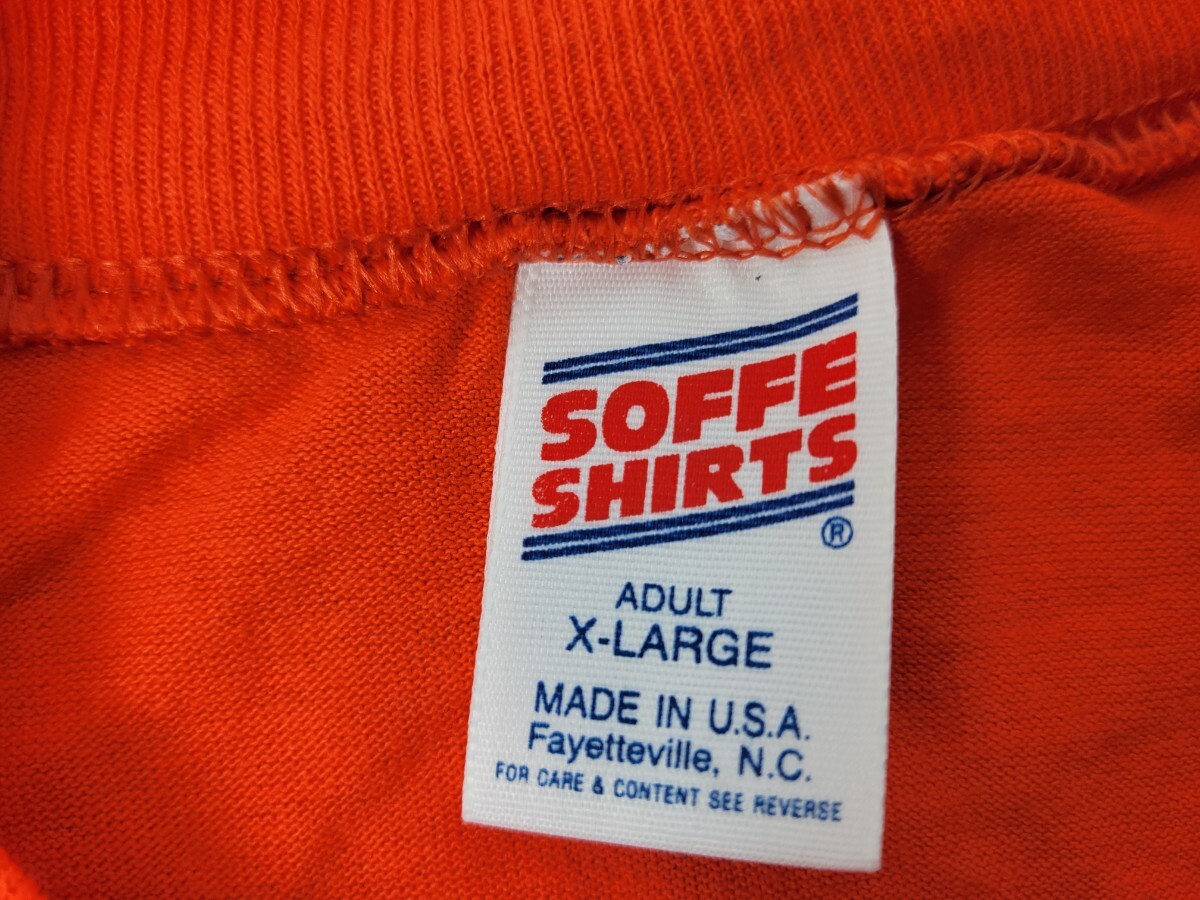 SOFFE
SHIRTS
®
ADULT
X-LARGE
MADE IN U.S.A.
Fayetteville, N.C.
FOR CARE & CONTENT SEE REVERSE